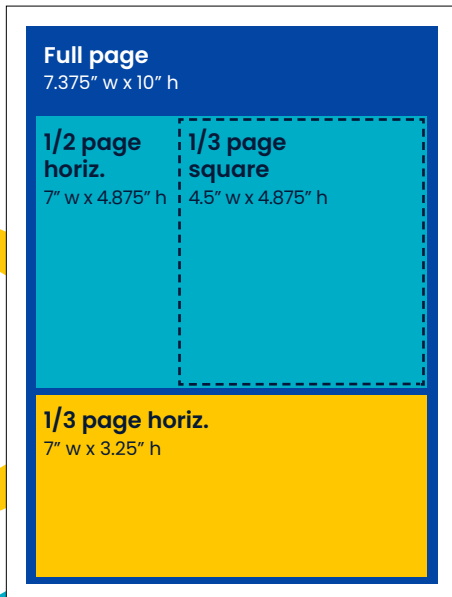 Full page
7.375” w x 10” h
1/2 page
horiz.
7” w x 4.875” h
1/3 page
square
4.5” w x 4.875” h
1/3 page horiz.
7” w x 3.25” h